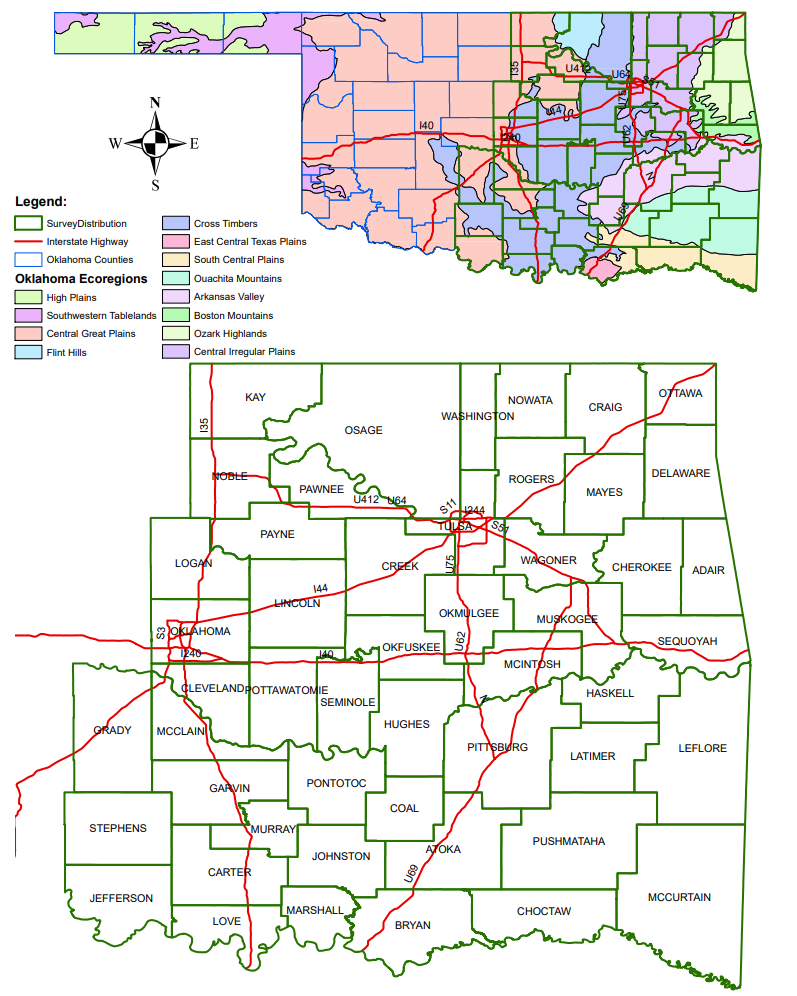 I35
U412
U64
S51
U75
I44
I40
I240
U62
N
U69
N
W E
S
Legend:
SurveyDistribution
Interstate Highway
Oklahoma Counties
Oklahoma Ecoregions
High Plains
Southwestern Tablelands
Central Great Plains
Flint Hills
Cross Timbers
East Central Texas Plains
South Central Plains
Ouachita Mountains
Arkansas Valley
Boston Mountains
Ozark Highlands
Central Irregular Plains
KAY
OSAGE
WASHINGTON
NOWATA
CRAIG
OTTAWA
I35
NOBLE
PAWNEE
U412 U64
ROGERS
MAYES
DELAWARE
S11
I244
TULSA
S51
PAYNE
LOGAN
CREEK
U75
WAGONER
CHEROKEE
ADAIR
I44
LINCOLN
OKMULGEE
MUSKOGEE
S3
OKLAHOMA
I240
I40
OKFUSKEE
U62
MCINTOSH
SEQUOYAH
CLEVELAND
POTTAWATOMIE
SEMINOLE
HUGHES
N
HASKELL
GRADY
MCCLAIN
PITTSBURG
LATIMER
LEFLORE
GARVIN
PONTOTOC
COAL
STEPHENS
MURRAY
JOHNSTON
ATOKA
PUSHMATAHA
CARTER
U69
JEFFERSON
LOVE
MARSHALL
BRYAN
CHOCTAW
MCCURTAIN